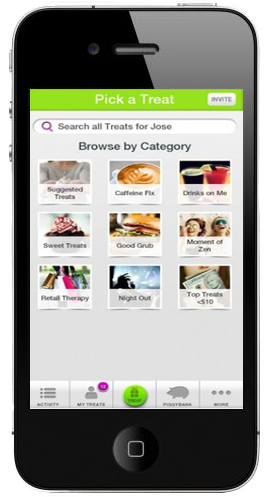 Pick a Treat
INVITE
Search all Treats for Jose
Browse by Category
Suggested
Treats
Caffeine Fix
Drinks on Me
Sweet Treats
Good Grub
Moment of
Zen
Retail Therapy
Night Out
Top Treats
<$10
12
ACTIVITY
MY TREATS
TREAT
PIGGYBANK
MORE